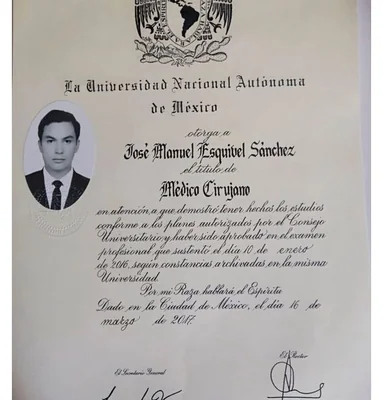 La Universidad Nacional Autónoma
de México
otorga a
José Manuel Esquivel Sánchez
el título de
Médico Cirujano
en atención a que demostró tener hechos los estudios
conforme a los planes autorizados por el Consejo
Universitario y haber sido aprobado en el examen
profesional que sustentó el día 10 de enero
de 2016, según constancias archivadas en la misma
Universidad.
Por mi Raza hablará el Espíritu
Dado en la Ciudad de México, el día 16 de
marzo de 2017.
El Rector
El Secretario General